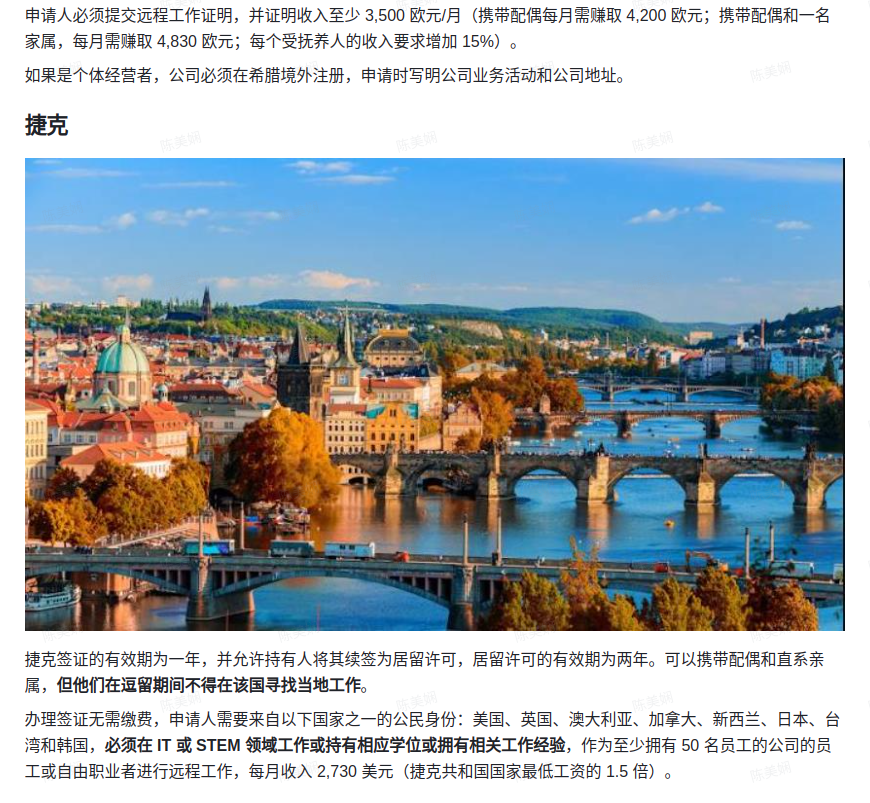 申请人必须提交远程工作证明，并证明收入至少 3,500 欧元/月（携带配偶每月需赚取 4,200 欧元；携带配偶和一名
家属，每月需赚取 4,830 欧元；每个受抚养人的收入要求增加 15%）。
如果是个体经营者，公司必须在希腊境外注册，申请时写明公司业务活动和公司地址。
捷克
捷克签证的有效期为一年，并允许持有人将其续签为居留许可，居留许可的有效期为两年。可以携带配偶和直系亲
属，但他们在逗留期间不得在该国寻找当地工作。
办理签证无需缴费，申请人需要来自以下国家之一的公民身份：美国、英国、澳大利亚、加拿大、新西兰、日本、台
湾和韩国，必须在 IT 或 STEM 领域工作或持有相应学位或拥有相关工作经验，作为至少拥有 50 名员工的公司的员
工或自由职业者进行远程工作，每月收入 2,730 美元（捷克共和国国家最低工资的 1.5 倍）。